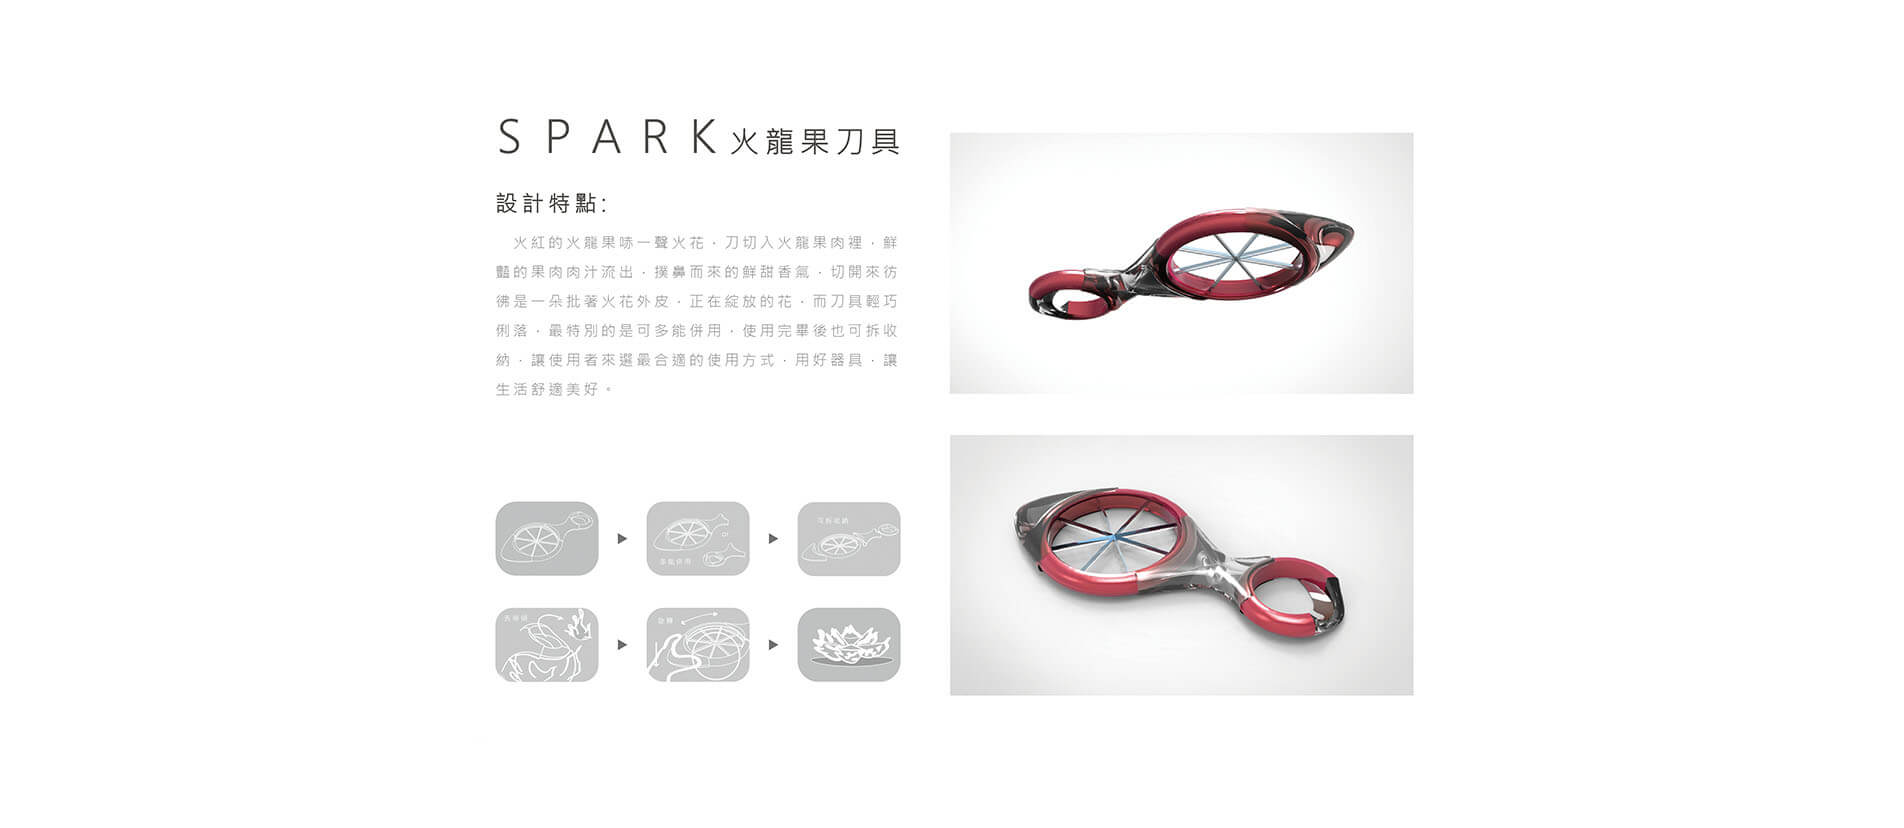 SPARK火龍果刀具
設計特點:
火紅的火龍果哧一聲火花，刀切入火龍果肉裡，鮮
豔的果肉肉汁流出，撲鼻而來的鮮甜香氣，切開來彷
彿是一朵批著火花外皮，正在綻放的花，而刀具輕巧
俐落，最特別的是可多能併用，使用完畢後也可拆收
納，讓使用者來選最合適的使用方式，用好器具，讓
生活舒適美好。
多能併用
可拆收納
旋轉